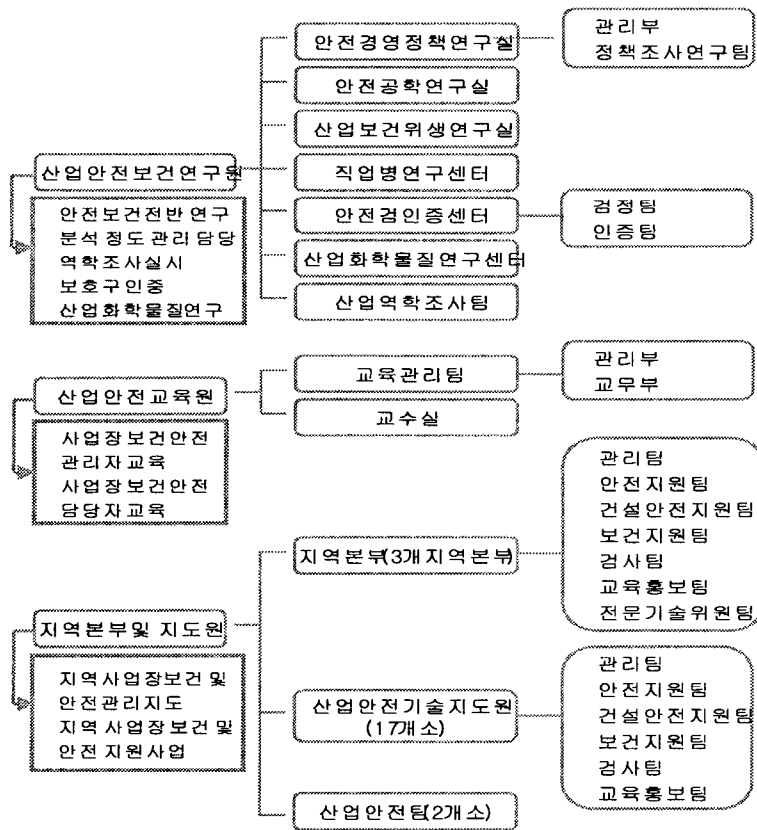 안전경영정책연구실
관리부
정책조사연구팀
안전공학연구실
산업보건위생연구실
산업안전보건연구원
직업병연구센터
안전보건전반 연구
분석 정도 관리 담당
역학조사실시
보호구인증
산업화학물질연구
안전검인증센터
검정팀
인증팀
산업화학물질연구센터
산업역학조사팀
산업안전교육원
사업장보건안전
관리자교육
사업장보건안전
담당자교육
교육관리팀
관리부
교무부
교수실
지역본부및 지도원
지역사업장보건 및
안전관리지도
지역 사업장 보건 및
안전 지원사업
지역본부(3개 지역본부)
관리팀
안전지원팀
건설안전지원팀
보건지원팀
검사팀
교육홍보팀
전문기술위원팀
산업안전기술지도원
(17개소)
관리팀
안전지원팀
건설안전지원팀
보건지원팀
검사팀
교육홍보팀
산업안전팀(2개소)